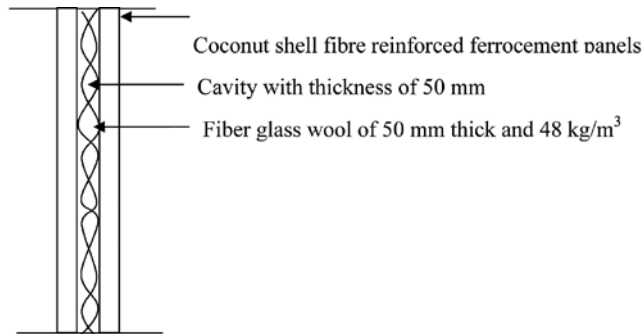 Coconut shell fibre reinforced ferrocement panels
Cavity with thickness of 50 mm
Fiber glass wool of 50 mm thick and 48 kg/m³